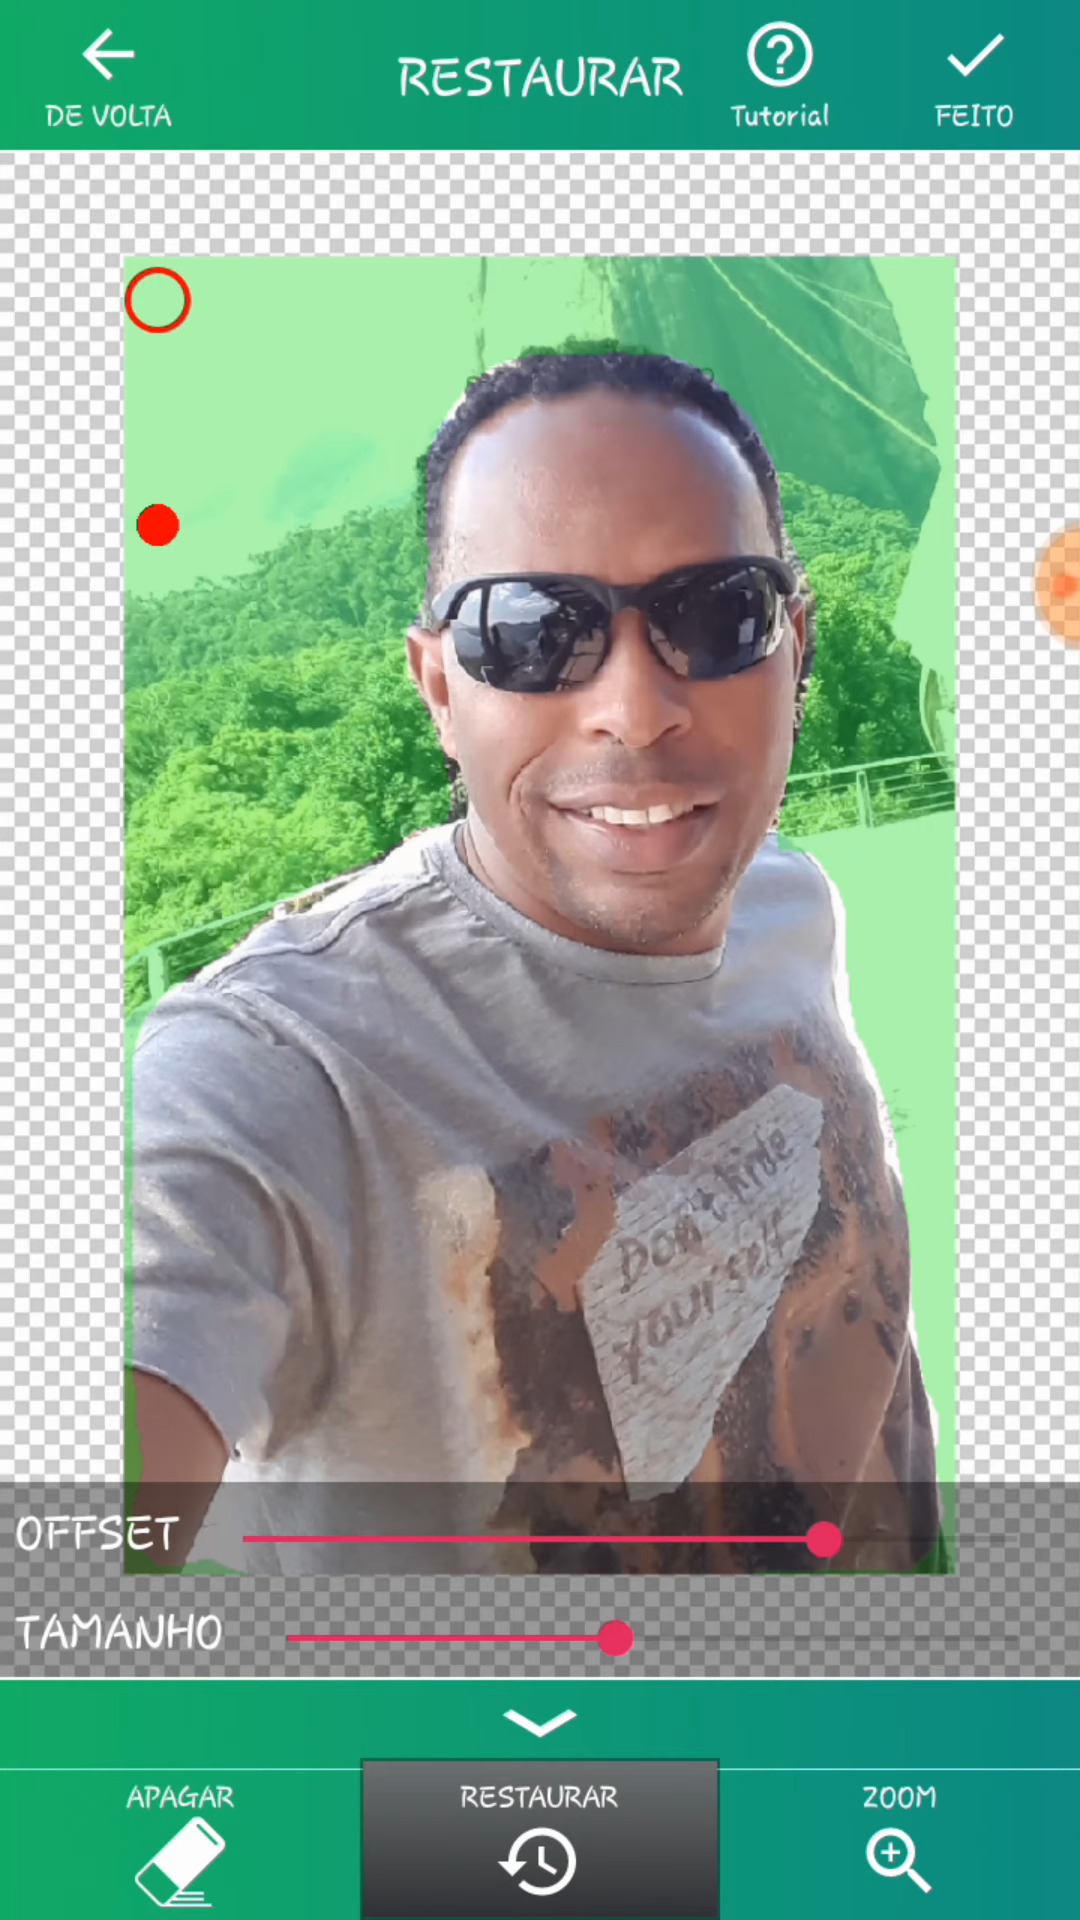 RESTAURAR
DE VOLTA
Tutorial
FEITO
Don't hide
yourself
OFFSET
TAMANHO
APAGAR
RESTAURAR
ZOOM